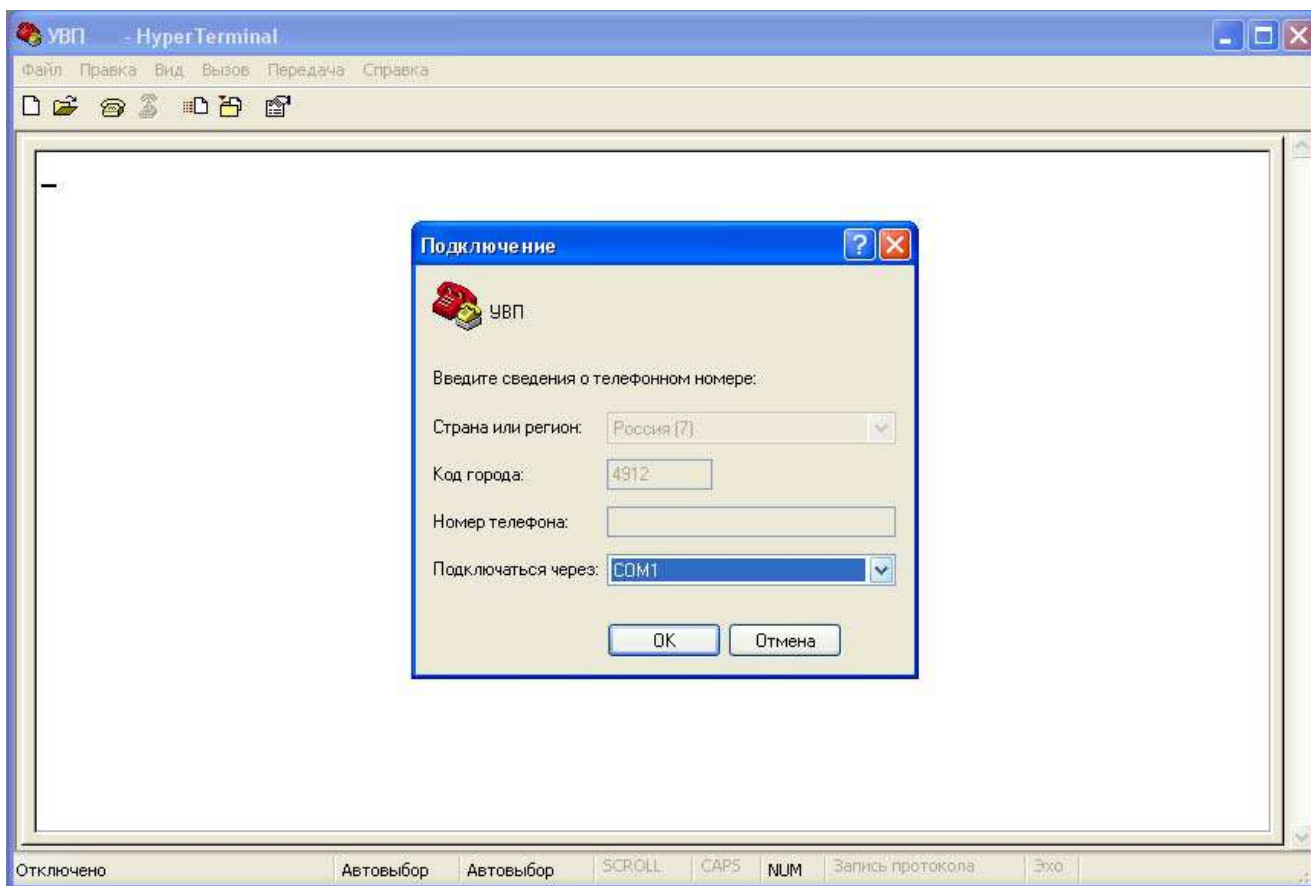 УВП - HyperTerminal
Файл Правка Вид Вызов Передача Справка
Подключение
УВП
Введите сведения о телефонном номере:
Страна или регион: Россия (7)
Код города: 4912
Номер телефона:
Подключаться через: COM1
OK Отмена
Отключено Автовыбор Автовыбор SCROLL CAPS NUM Запись протокола Эхо